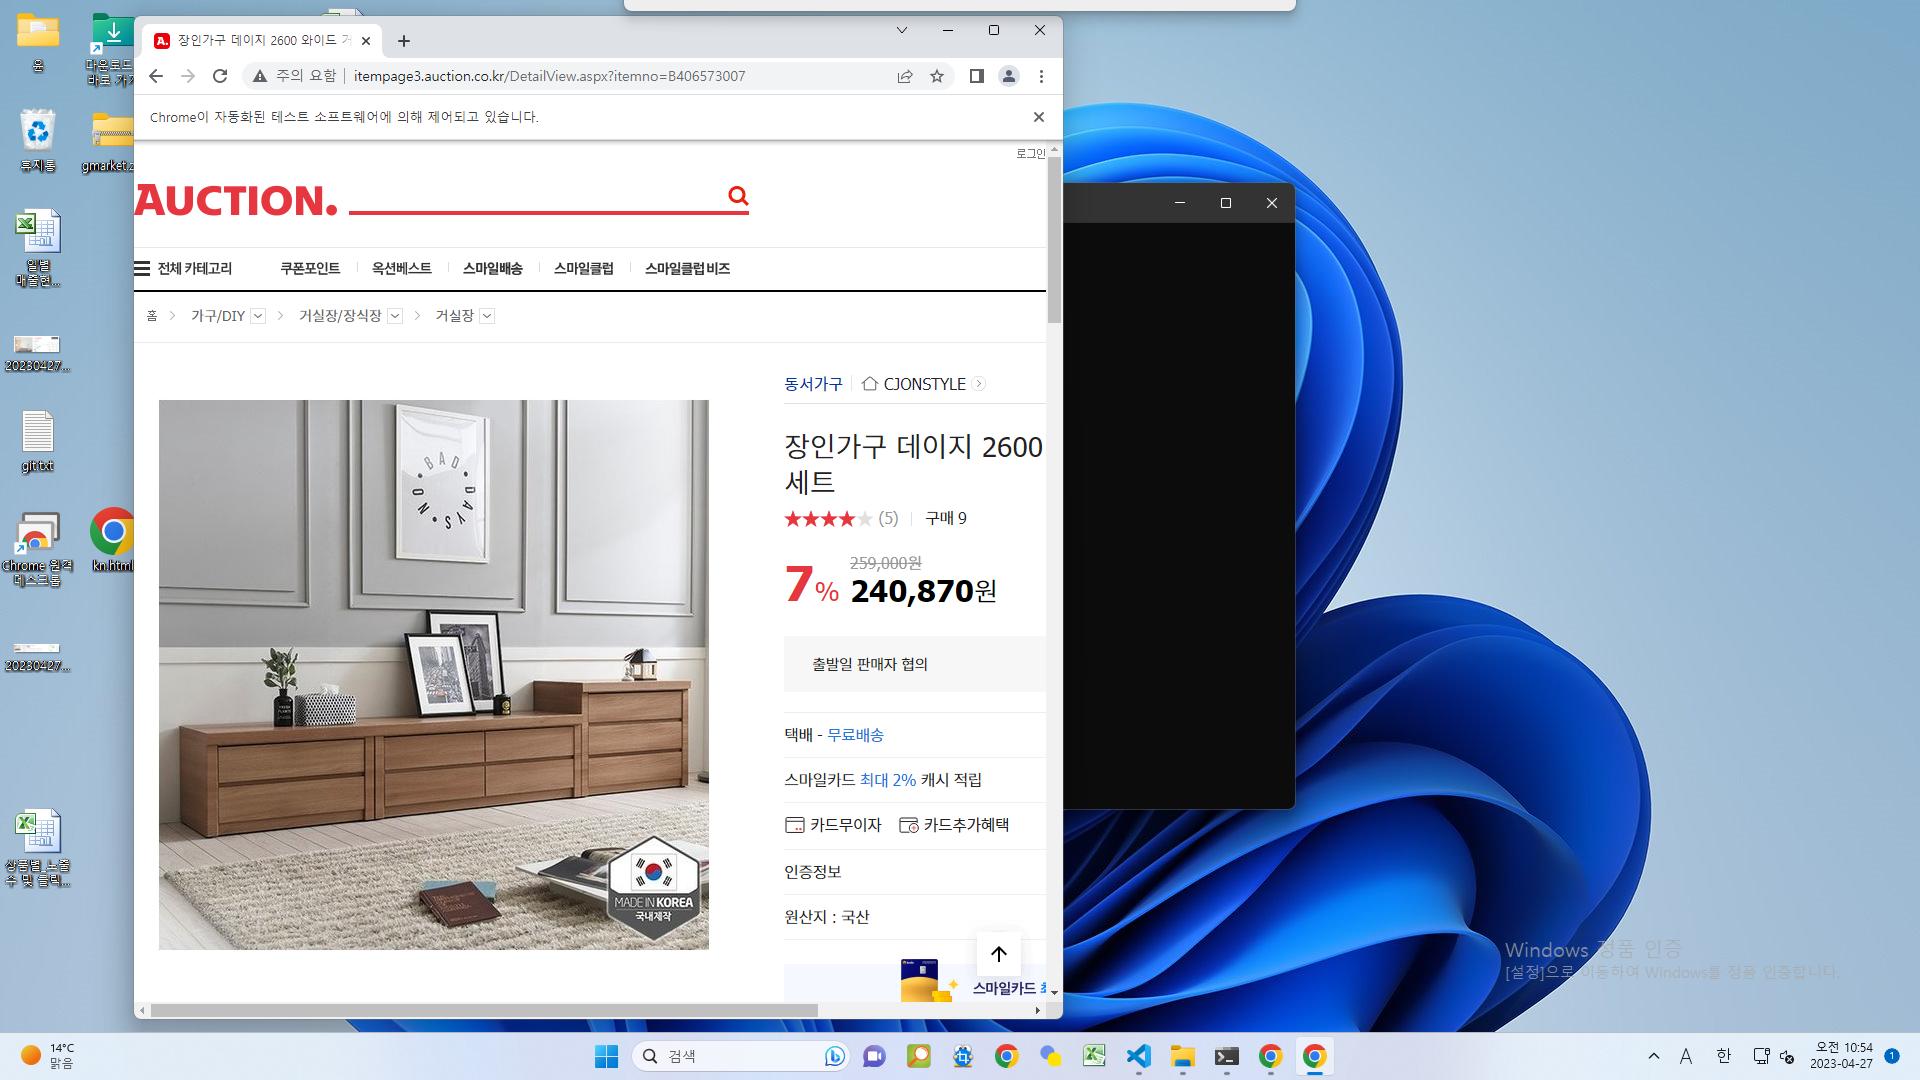 장인가구 데이지 2600 와이드 거
주의 요함
itempage3.auction.co.kr/DetailView.aspx?itemno=B406573007
Chrome이 자동화된 테스트 소프트웨어에 의해 제어되고 있습니다.
로그인
AUCTION.
전체 카테고리
쿠폰포인트
옥션베스트
스마일배송
스마일클럽
스마일클럽 비즈
홈
가구/DIY
거실장/장식장
거실장
동서가구
CJONSTYLE
장인가구 데이지 2600
세트
(5)
구매 9
259,000원
7%
240,870원
출발일 판매자 협의
택배 - 무료배송
스마일카드 최대 2% 캐시 적립
카드무이자
카드추가혜택
인증정보
원산지 : 국산
스마일카드 최
BAD DAYS NO
MADE IN KOREA
국내제작
휴지통
gmarket.z
일별
매출현...
20230427...
git.txt
Chrome 원격
데스크톱
kn.html
20230427...
상품별_노출
수 및 클릭...
다운로드
바로 가기
Windows 정품 인증
[설정]으로 이동하여 Windows를 정품 인증합니다.
14°C
맑음
검색
A
한
오전 10:54
2023-04-27
1